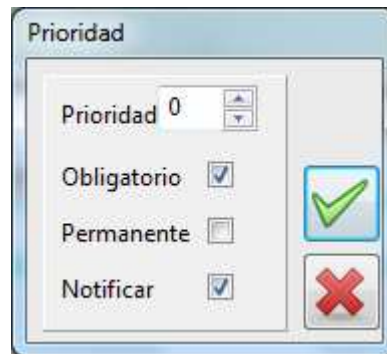 Prioridad
Prioridad 0
Obligatorio
Permanente
Notificar